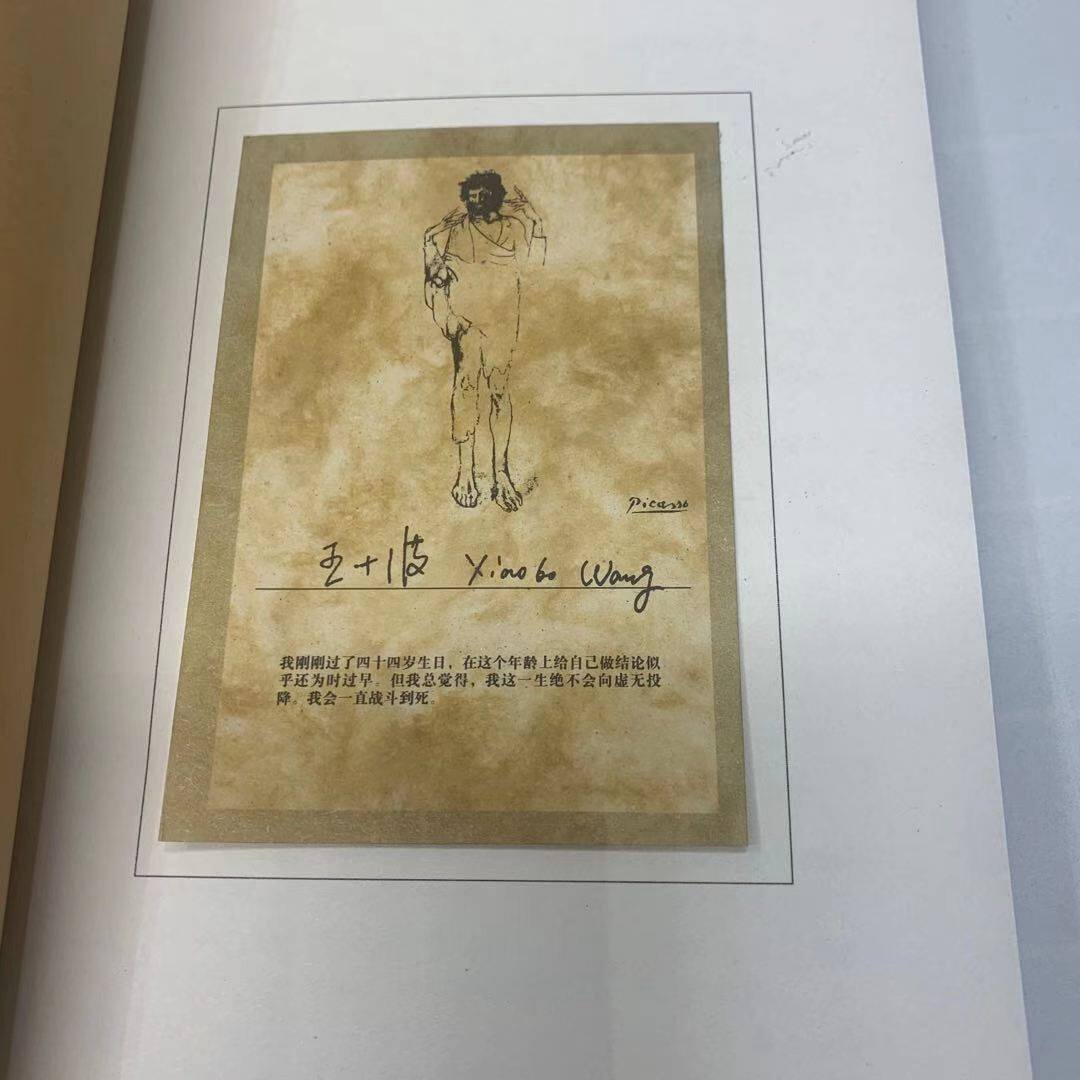 Picasso
王小波 Xiaobo Wang
我刚刚过了四十四岁生日，在这个年龄上给自己做结论似
乎还为时过早。但我总觉得，我这一生绝不会向虚无投
降。我会一直战斗到死。